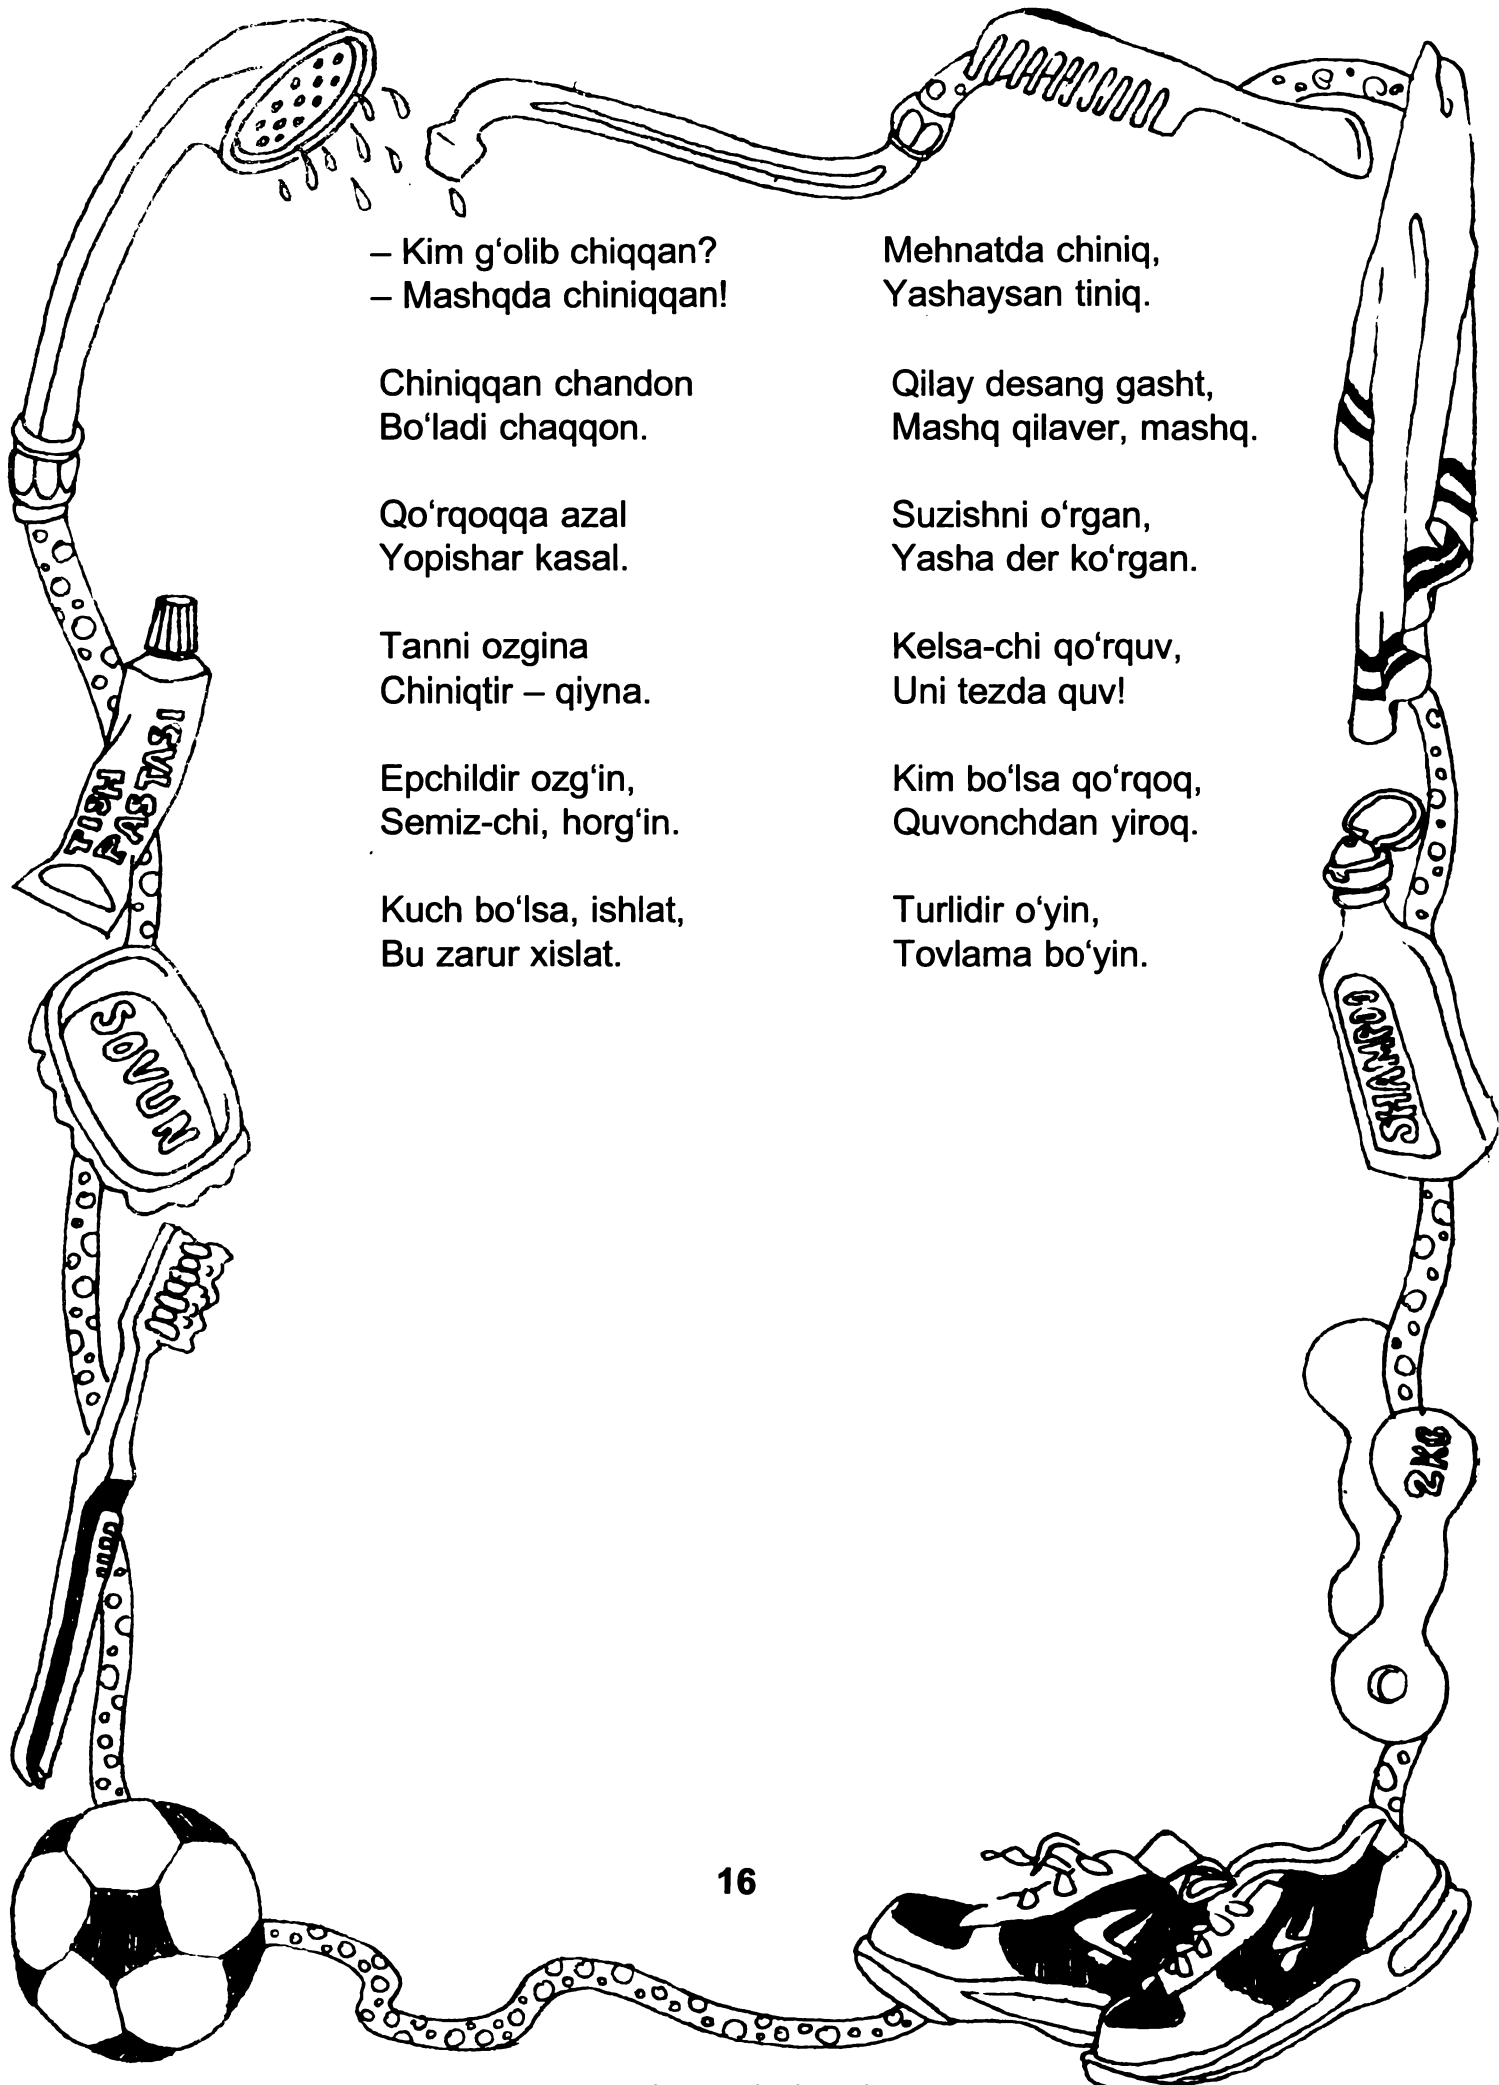 – Kim g‘olib chiqqan?
– Mashqda chiniqqan!
Chiniqqan chandon
Bo‘ladi chaqqon.
Qo‘rqoqqa azal
Yopishar kasal.
Tanni ozgina
Chiniqtir – qiyna.
Epchildir ozg‘in,
Semiz-chi, horg‘in.
Kuch bo‘lsa, ishlat,
Bu zarur xislat.
Mehnatda chiniq,
Yashaysan tiniq.
Qilay desang gasht,
Mashq qilaver, mashq.
Suzishni o‘rgan,
Yasha der ko‘rgan.
Kelsa-chi qo‘rquv,
Uni tezda quv!
Kim bo‘lsa qo‘rqoq,
Quvonchdan yiroq.
Turlidir o‘yin,
Tovlama bo‘yin.
TISH
PASTASI
SOVUN
SHAMPOO
2KG
16